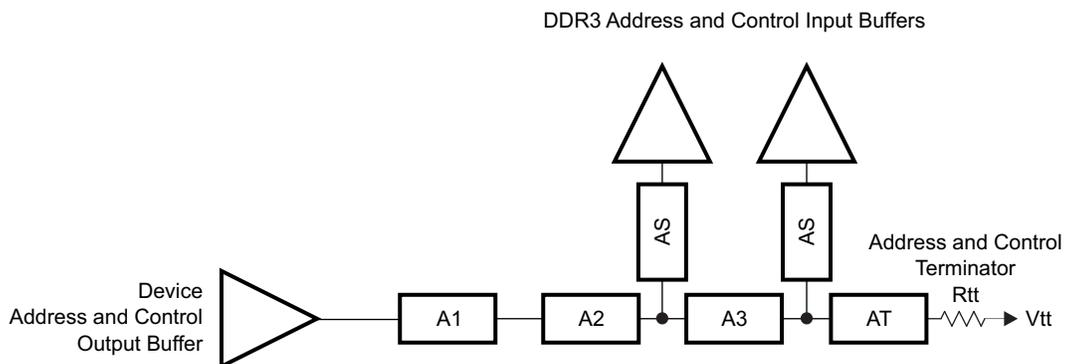 DDR3 Address and Control Input Buffers
AS
AS
Address and Control
Terminator
Rtt
Vtt
Device
Address and Control
Output Buffer
A1
A2
A3
AT